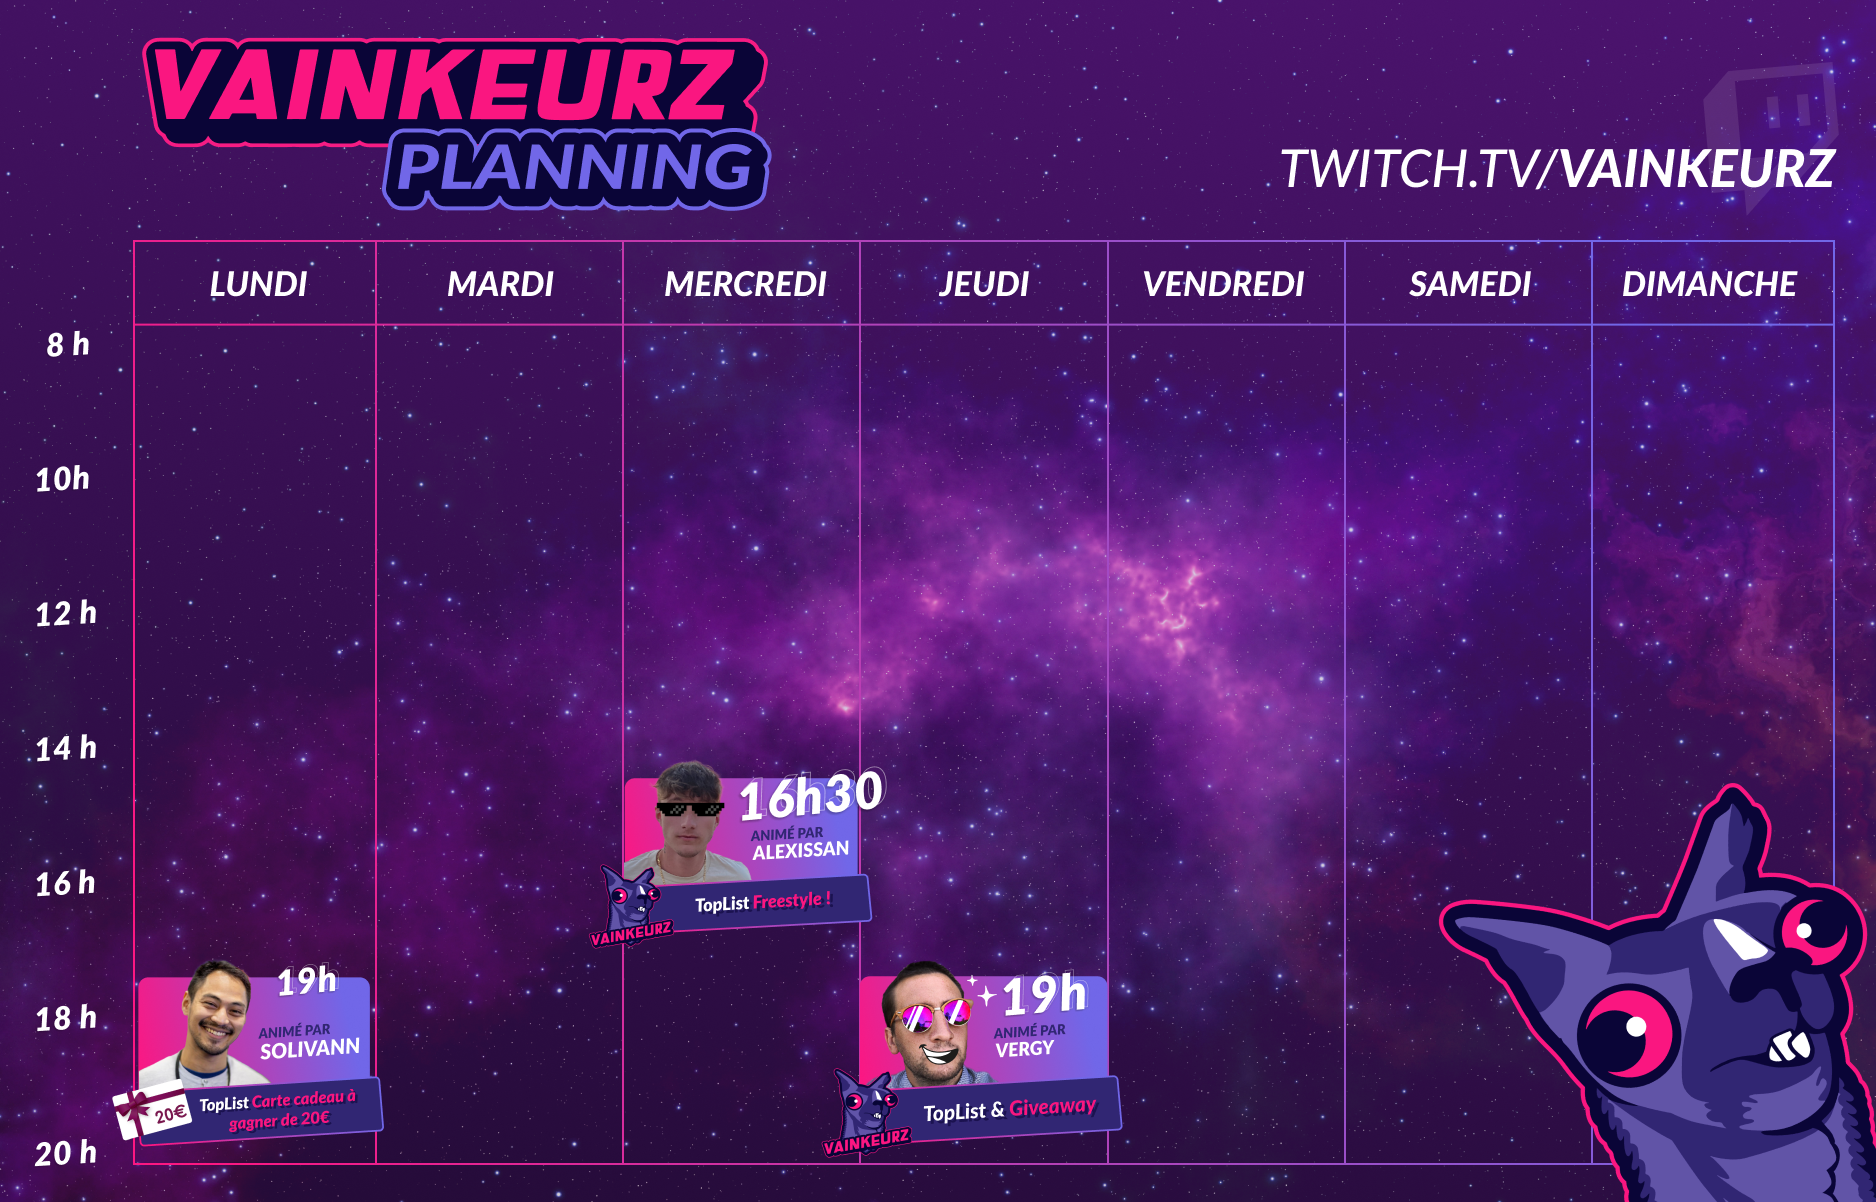 VAINKEURZ
PLANNING
TWITCH.TV/VAINKEURZ
LUNDI
MARDI
MERCREDI
JEUDI
VENDREDI
SAMEDI
DIMANCHE
8 h
10h
12 h
14 h
16 h
18 h
20 h
16h30
ANIMÉ PAR
ALEXISSAN
TopList Freestyle !
VAINKEURZ
19h
ANIMÉ PAR
SOLIVANN
20€
TopList Carte cadeau à
gagner de 20€
19h
ANIMÉ PAR
VERGY
TopList & Giveaway
VAINKEURZ